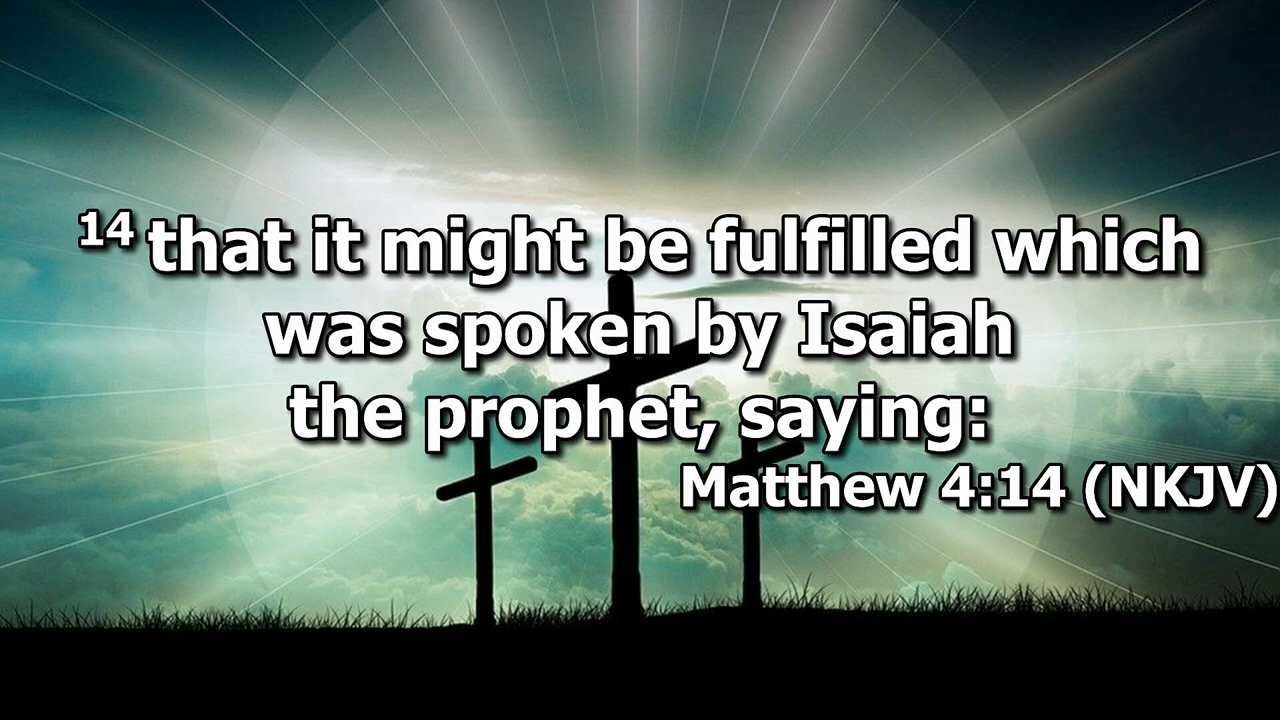 14 that it might be fulfilled which
was spoken by Isaiah
the prophet, saying:
Matthew 4:14 (NKJV)